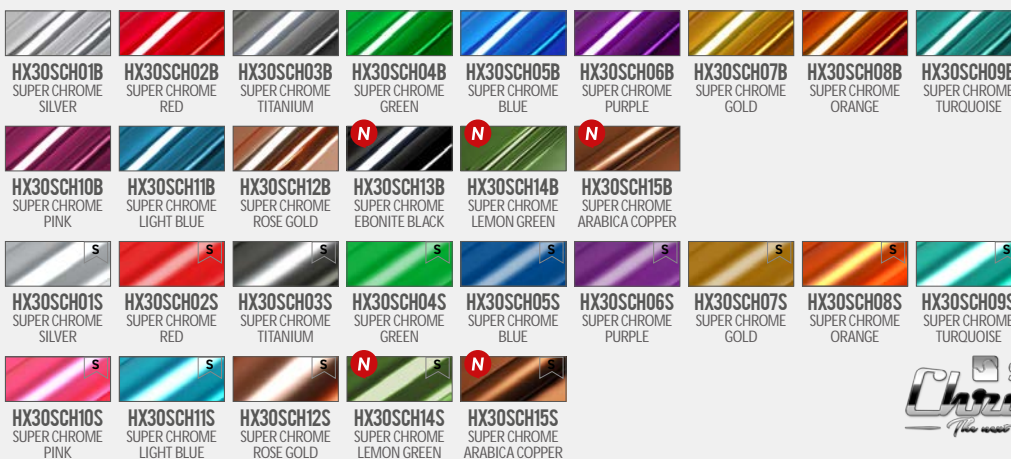 HX30SCH01B HX30SCH02B HX30SCH03B HX30SCH04B HX30SCH05B HX30SCH06B HX30SCH07B HX30SCH08B HX30SCH09B
SUPER CHROME SUPER CHROME SUPER CHROME SUPER CHROME SUPER CHROME SUPER CHROME SUPER CHROME SUPER CHROME SUPER CHROME
SILVER RED TITANIUM GREEN BLUE PURPLE GOLD ORANGE TURQUOISE
N N N
HX30SCH10B HX30SCH11B HX30SCH12B HX30SCH13B HX30SCH14B HX30SCH15B
SUPER CHROME SUPER CHROME SUPER CHROME SUPER CHROME SUPER CHROME SUPER CHROME
PINK LIGHT BLUE ROSE GOLD EBONITE BLACK LEMON GREEN ARABICA COPPER
S S S S S S S S S
HX30SCH01S HX30SCH02S HX30SCH03S HX30SCH04S HX30SCH05S HX30SCH06S HX30SCH07S HX30SCH08S HX30SCH09S
SUPER CHROME SUPER CHROME SUPER CHROME SUPER CHROME SUPER CHROME SUPER CHROME SUPER CHROME SUPER CHROME SUPER CHROME
SILVER RED TITANIUM GREEN BLUE PURPLE GOLD ORANGE TURQUOISE
S S S N S N S
HX30SCH10S HX30SCH11S HX30SCH12S HX30SCH14S HX30SCH15S
SUPER CHROME SUPER CHROME SUPER CHROME SUPER CHROME SUPER CHROME
PINK LIGHT BLUE ROSE GOLD LEMON GREEN ARABICA COPPER
The next